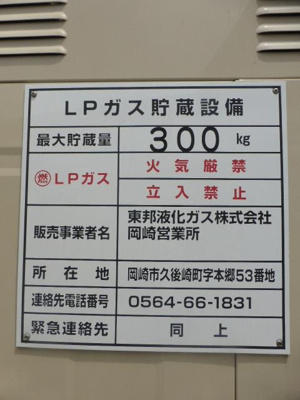 LPガス貯蔵設備
最大貯蔵量 300 kg
燃 LPガス 火気厳禁
立入禁止
販売事業者名 東邦液化ガス株式会社
岡崎営業所
所在地 岡崎市久後崎町字本郷53番地
連絡先電話番号 0564-66-1831
緊急連絡先 同上